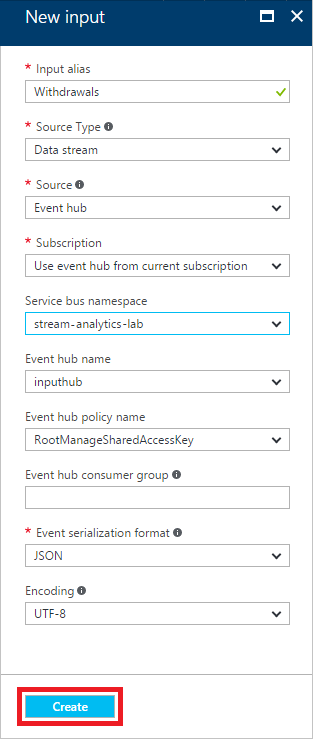 New input
* Input alias
Withdrawals
* Source Type
Data stream
* Source
Event hub
* Subscription
Use event hub from current subscription
Service bus namespace
stream-analytics-lab
Event hub name
inputhub
Event hub policy name
RootManageSharedAccessKey
Event hub consumer group
* Event serialization format
JSON
Encoding
UTF-8
Create